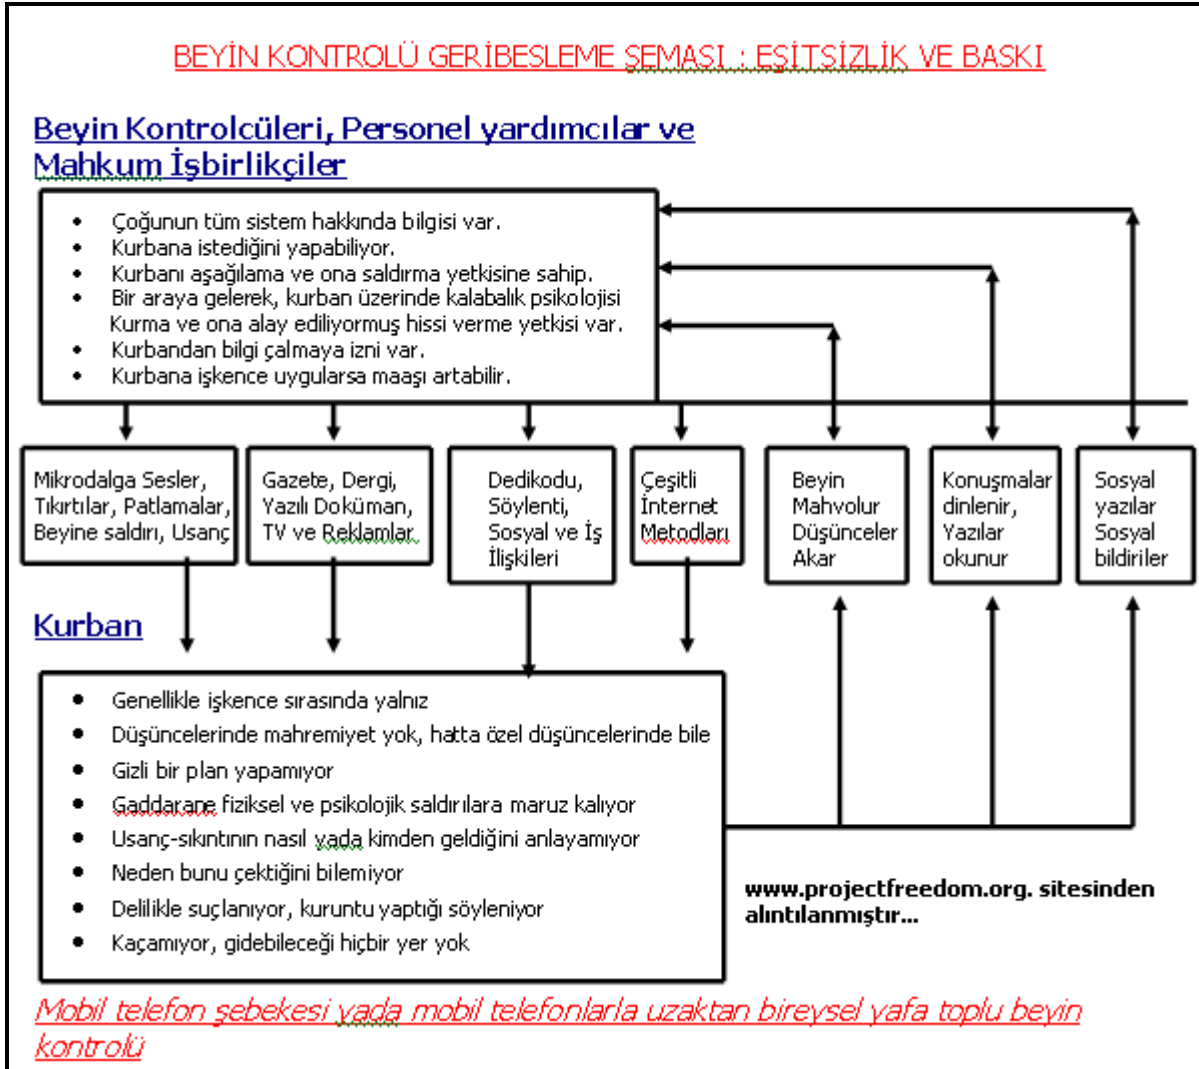 BEYİN KONTROLÜ GERİBESLEME ŞEMASI : EŞİTSİZLİK VE BASKI
Beyin Kontrolcüleri, Personel yardımcılar ve
Mahkum İşbirlikçiler
• Çoğunun tüm sistem hakkında bilgisi var.
• Kurbana istediğini yapabiliyor.
• Kurbanı aşağılama ve ona saldırma yetkisine sahip.
• Bir araya gelerek, kurban üzerinde kalabalık psikolojisi
Kurma ve ona alay ediliyormuş hissi verme yetkisi var.
• Kurbandan bilgi çalmaya izni var.
• Kurbana işkence uygularsa maaşı artabilir.
Mikrodalga Sesler,
Tıkırtılar, Patlamalar,
Beyine saldırı, Usanç
Gazete, Dergi,
Yazılı Doküman,
TV ve Reklamlar
Dedikodu,
Söylenti,
Sosyal ve İş
İlişkileri
Çeşitli
İnternet
Metodları
Beyin
Mahvolur
Düşünceler
Akar
Konuşmalar
dinlenir,
Yazılar
okunur
Sosyal
yazılar
Sosyal
bildiriler
Kurban
• Genellikle işkence sırasında yalnız
• Düşüncelerinde mahremiyet yok, hatta özel düşüncelerinde bile
• Gizli bir plan yapamıyor
• Gaddarane fiziksel ve psikolojik saldırılara maruz kalıyor
• Usanç-sıkıntının nasıl yada kimden geldiğini anlayamıyor
• Neden bunu çektiğini bilemiyor
• Delilikle suçlanıyor, kuruntu yaptığı söyleniyor
• Kaçamıyor, gidebileceği hiçbir yer yok
www.projectfreedom.org. sitesinden
alıntılanmıştır...
Mobil telefon şebekesi yada mobil telefonlarla uzaktan bireysel yafa toplu beyin
kontrolü